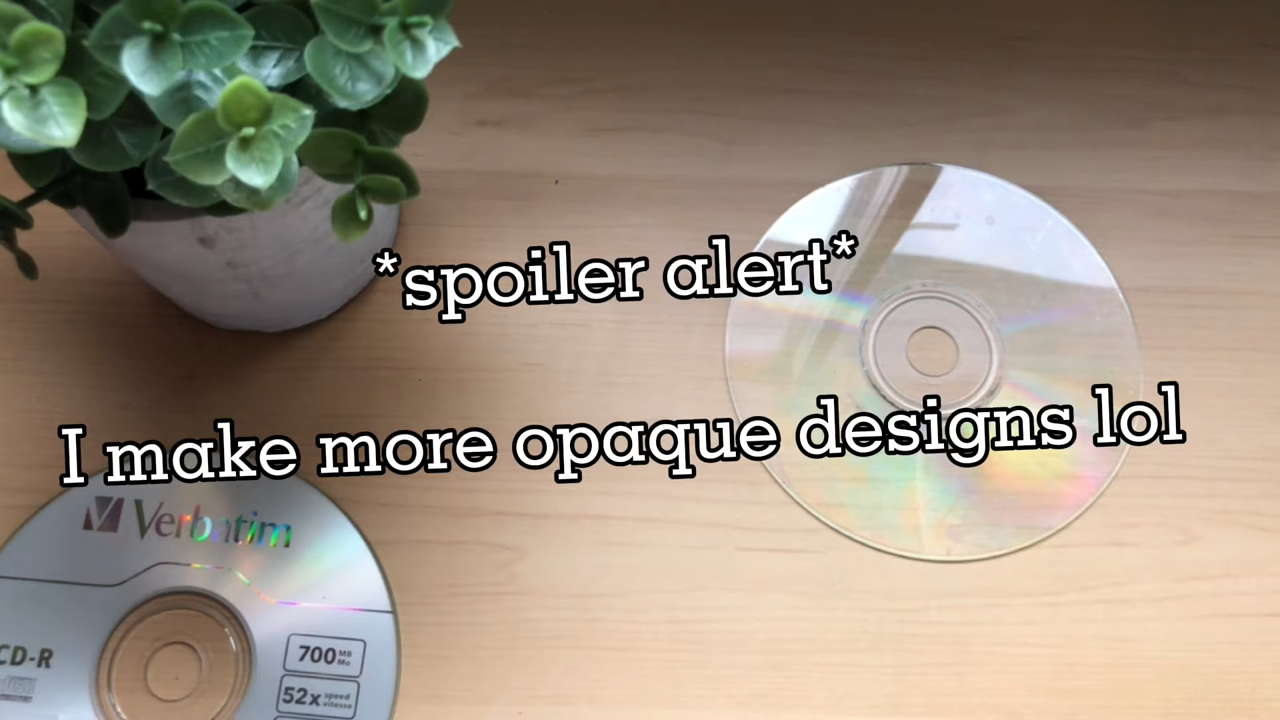 *spoiler alert*
I make more opaque designs lol
Verbatim
CD-R
700 MB Mo
52x speed vitesse